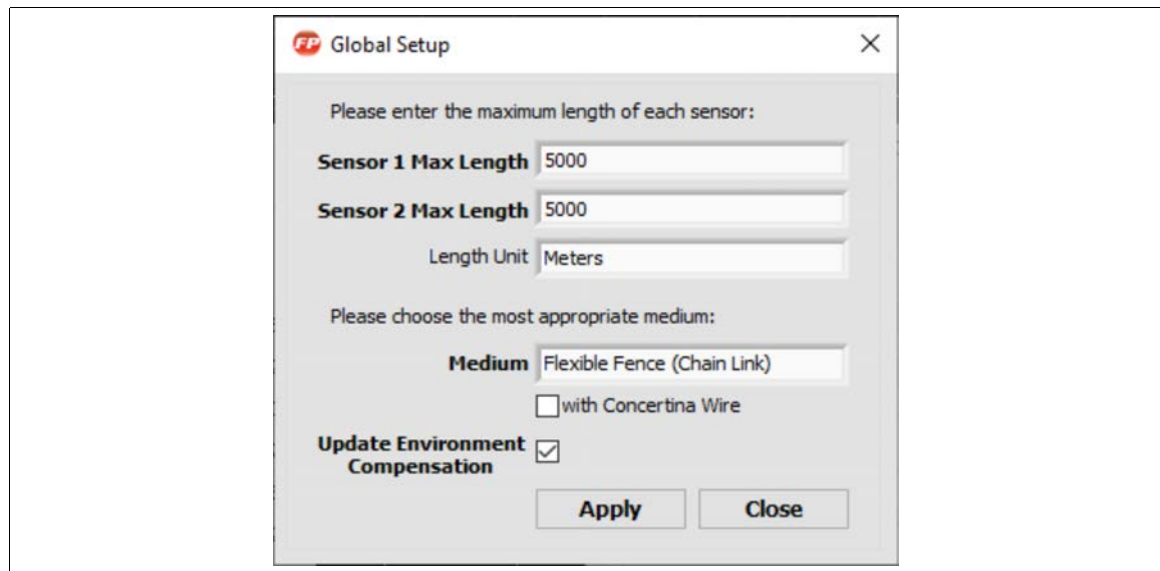 FP Global Setup
Please enter the maximum length of each sensor:
Sensor 1 Max Length 5000
Sensor 2 Max Length 5000
Length Unit Meters
Please choose the most appropriate medium:
Medium Flexible Fence (Chain Link)
with Concertina Wire
Update Environment
Compensation
Apply Close